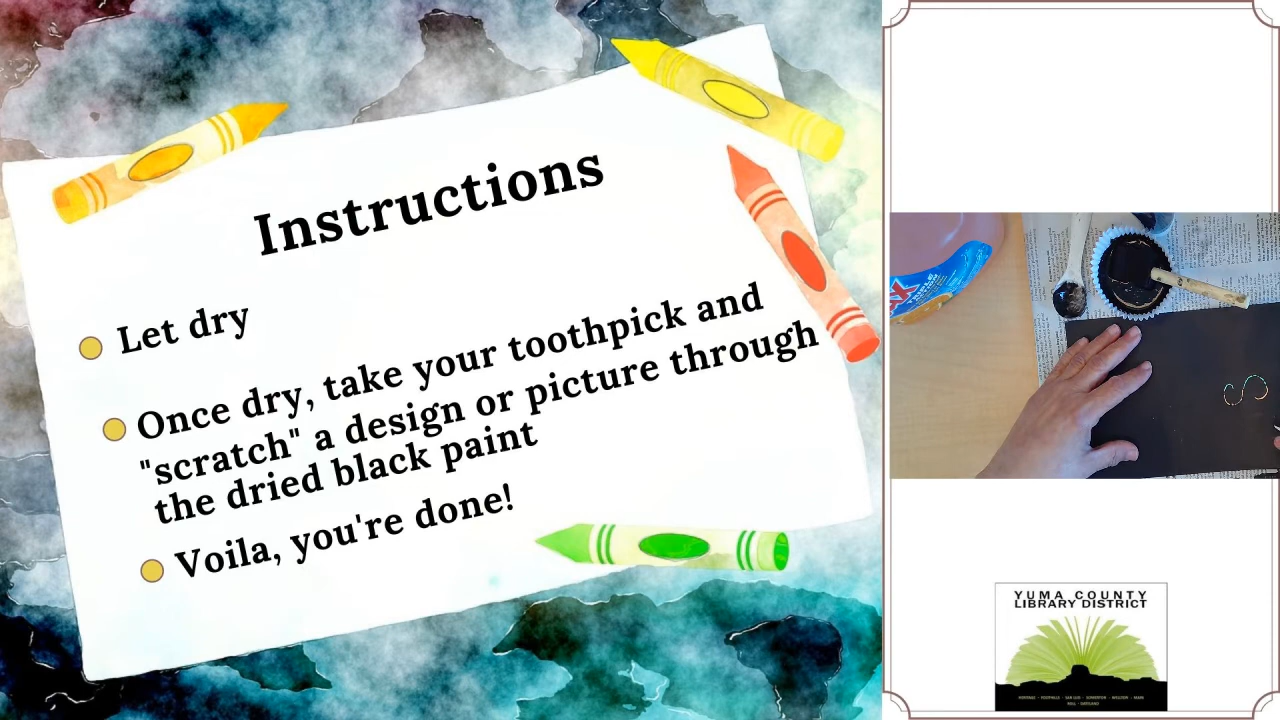 Instructions
Let dry
Once dry, take your toothpick and
"scratch" a design or picture through
the dried black paint
Voila, you're done!
YUMA COUNTY
LIBRARY DISTRICT